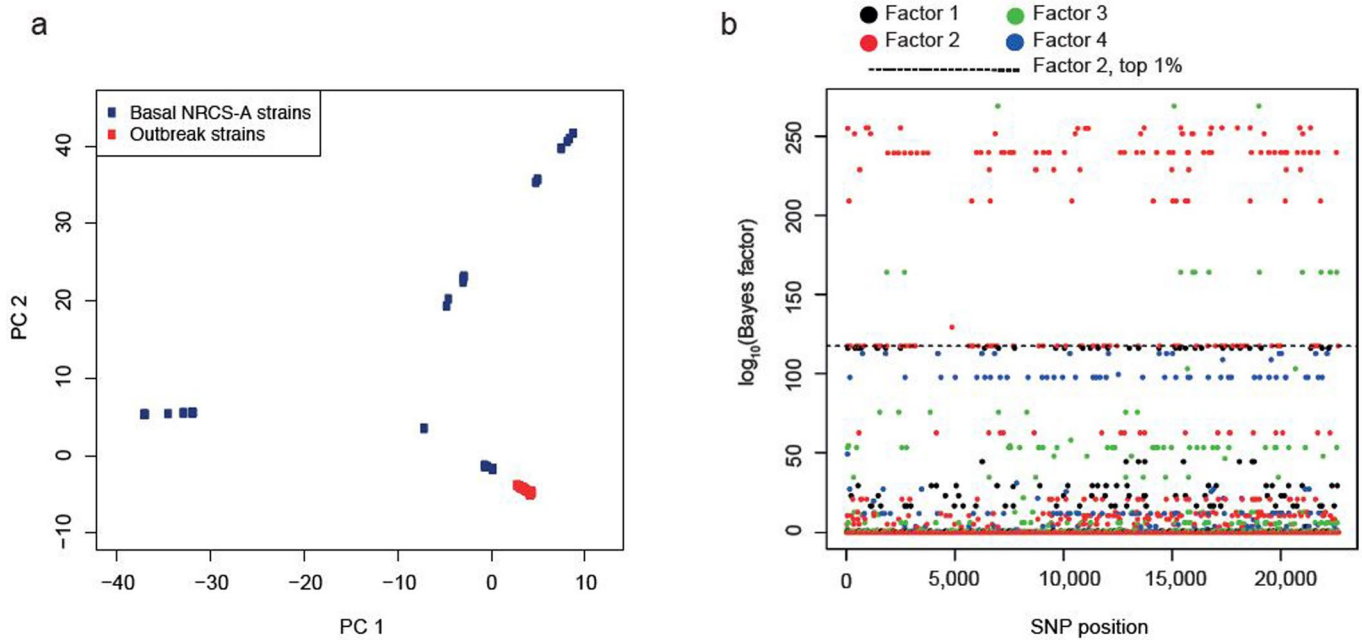 a
Basal NRCS-A strains
Outbreak strains
PC 2
40
30
20
10
0
−10
−40
−30
−20
−10
0
10
PC 1
b
Factor 1
Factor 3
Factor 2
Factor 4
Factor 2, top 1%
log10(Bayes factor)
250
200
150
100
50
0
0
5,000
10,000
15,000
20,000
SNP position